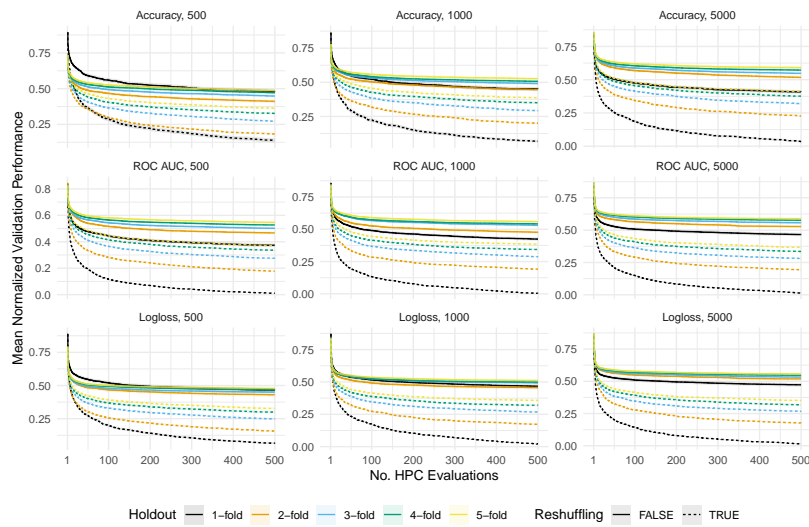 Accuracy, 500
Accuracy, 1000
Accuracy, 5000
0.75
0.50
0.25
0.75
0.50
0.25
0.75
0.50
0.25
0.00
ROC AUC, 500
ROC AUC, 1000
ROC AUC, 5000
0.8
0.6
0.4
0.2
0.0
0.75
0.50
0.25
0.00
0.75
0.50
0.25
0.00
Logloss, 500
Logloss, 1000
Logloss, 5000
0.75
0.50
0.25
0.75
0.50
0.25
0.00
0.75
0.50
0.25
0.00
1 100 200 300 400 500
1 100 200 300 400 500
1 100 200 300 400 500
Mean Normalized Validation Performance
No. HPC Evaluations
Holdout 1−fold 2−fold 3−fold 4−fold 5−fold Reshuffling FALSE TRUE